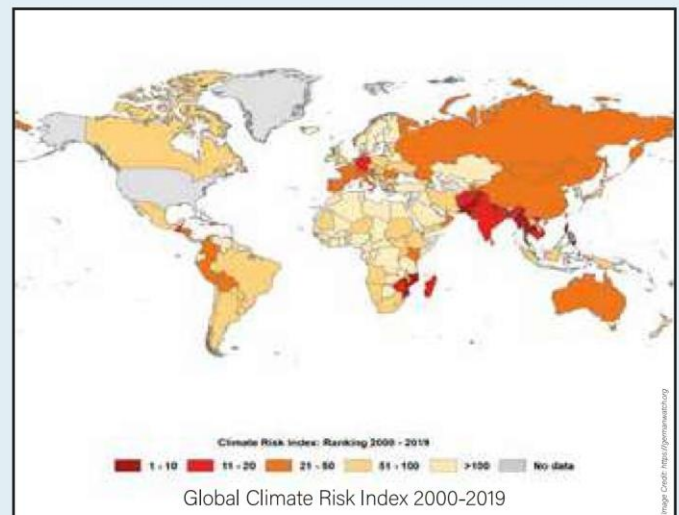 Climate Risk Index: Ranking 2000 - 2019
1 - 10 11 - 20 21 - 50 51 - 100 >100 No data
Global Climate Risk Index 2000-2019
Image Credit: https://germanwatch.org